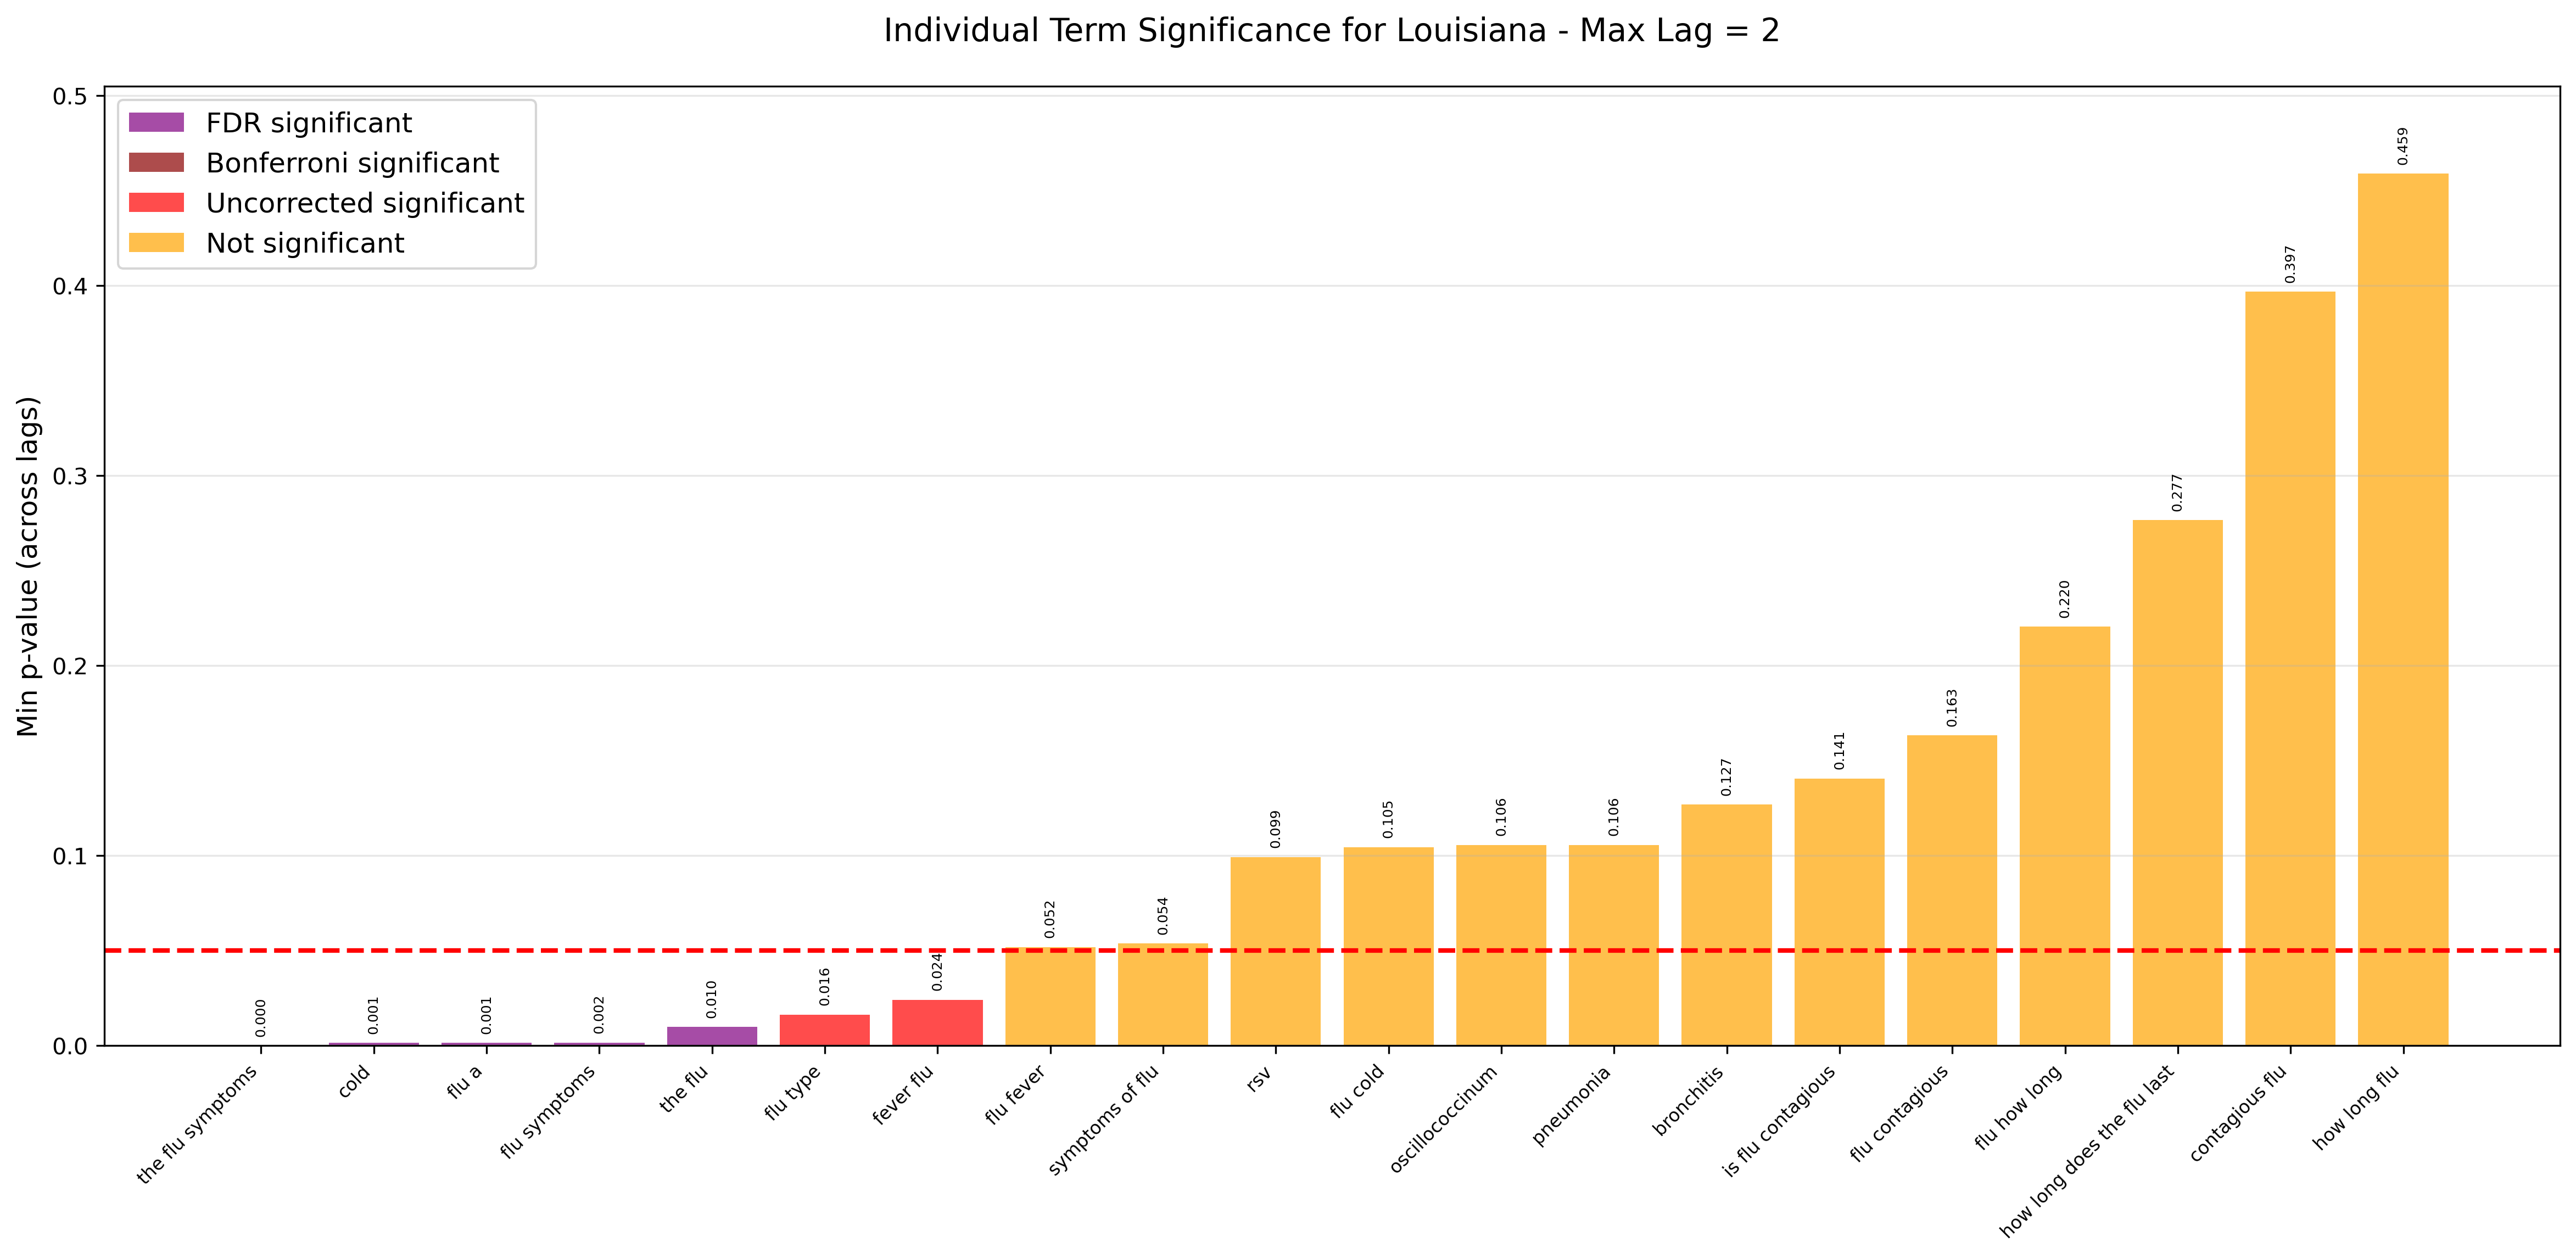 Individual Term Significance for Louisiana - Max Lag = 2
FDR significant
Bonferroni significant
Uncorrected significant
Not significant
Min p-value (across lags)
0.5
0.4
0.3
0.2
0.1
0.0
0.000
0.001
0.001
0.002
0.010
0.016
0.024
0.052
0.054
0.099
0.105
0.106
0.106
0.127
0.141
0.163
0.220
0.277
0.397
0.459
the flu symptoms
cold
flu a
flu symptoms
the flu
flu type
fever flu
flu fever
symptoms of flu
rsv
flu cold
oscillococcinum
pneumonia
bronchitis
is flu contagious
flu contagious
flu how long
how long does the flu last
contagious flu
how long flu